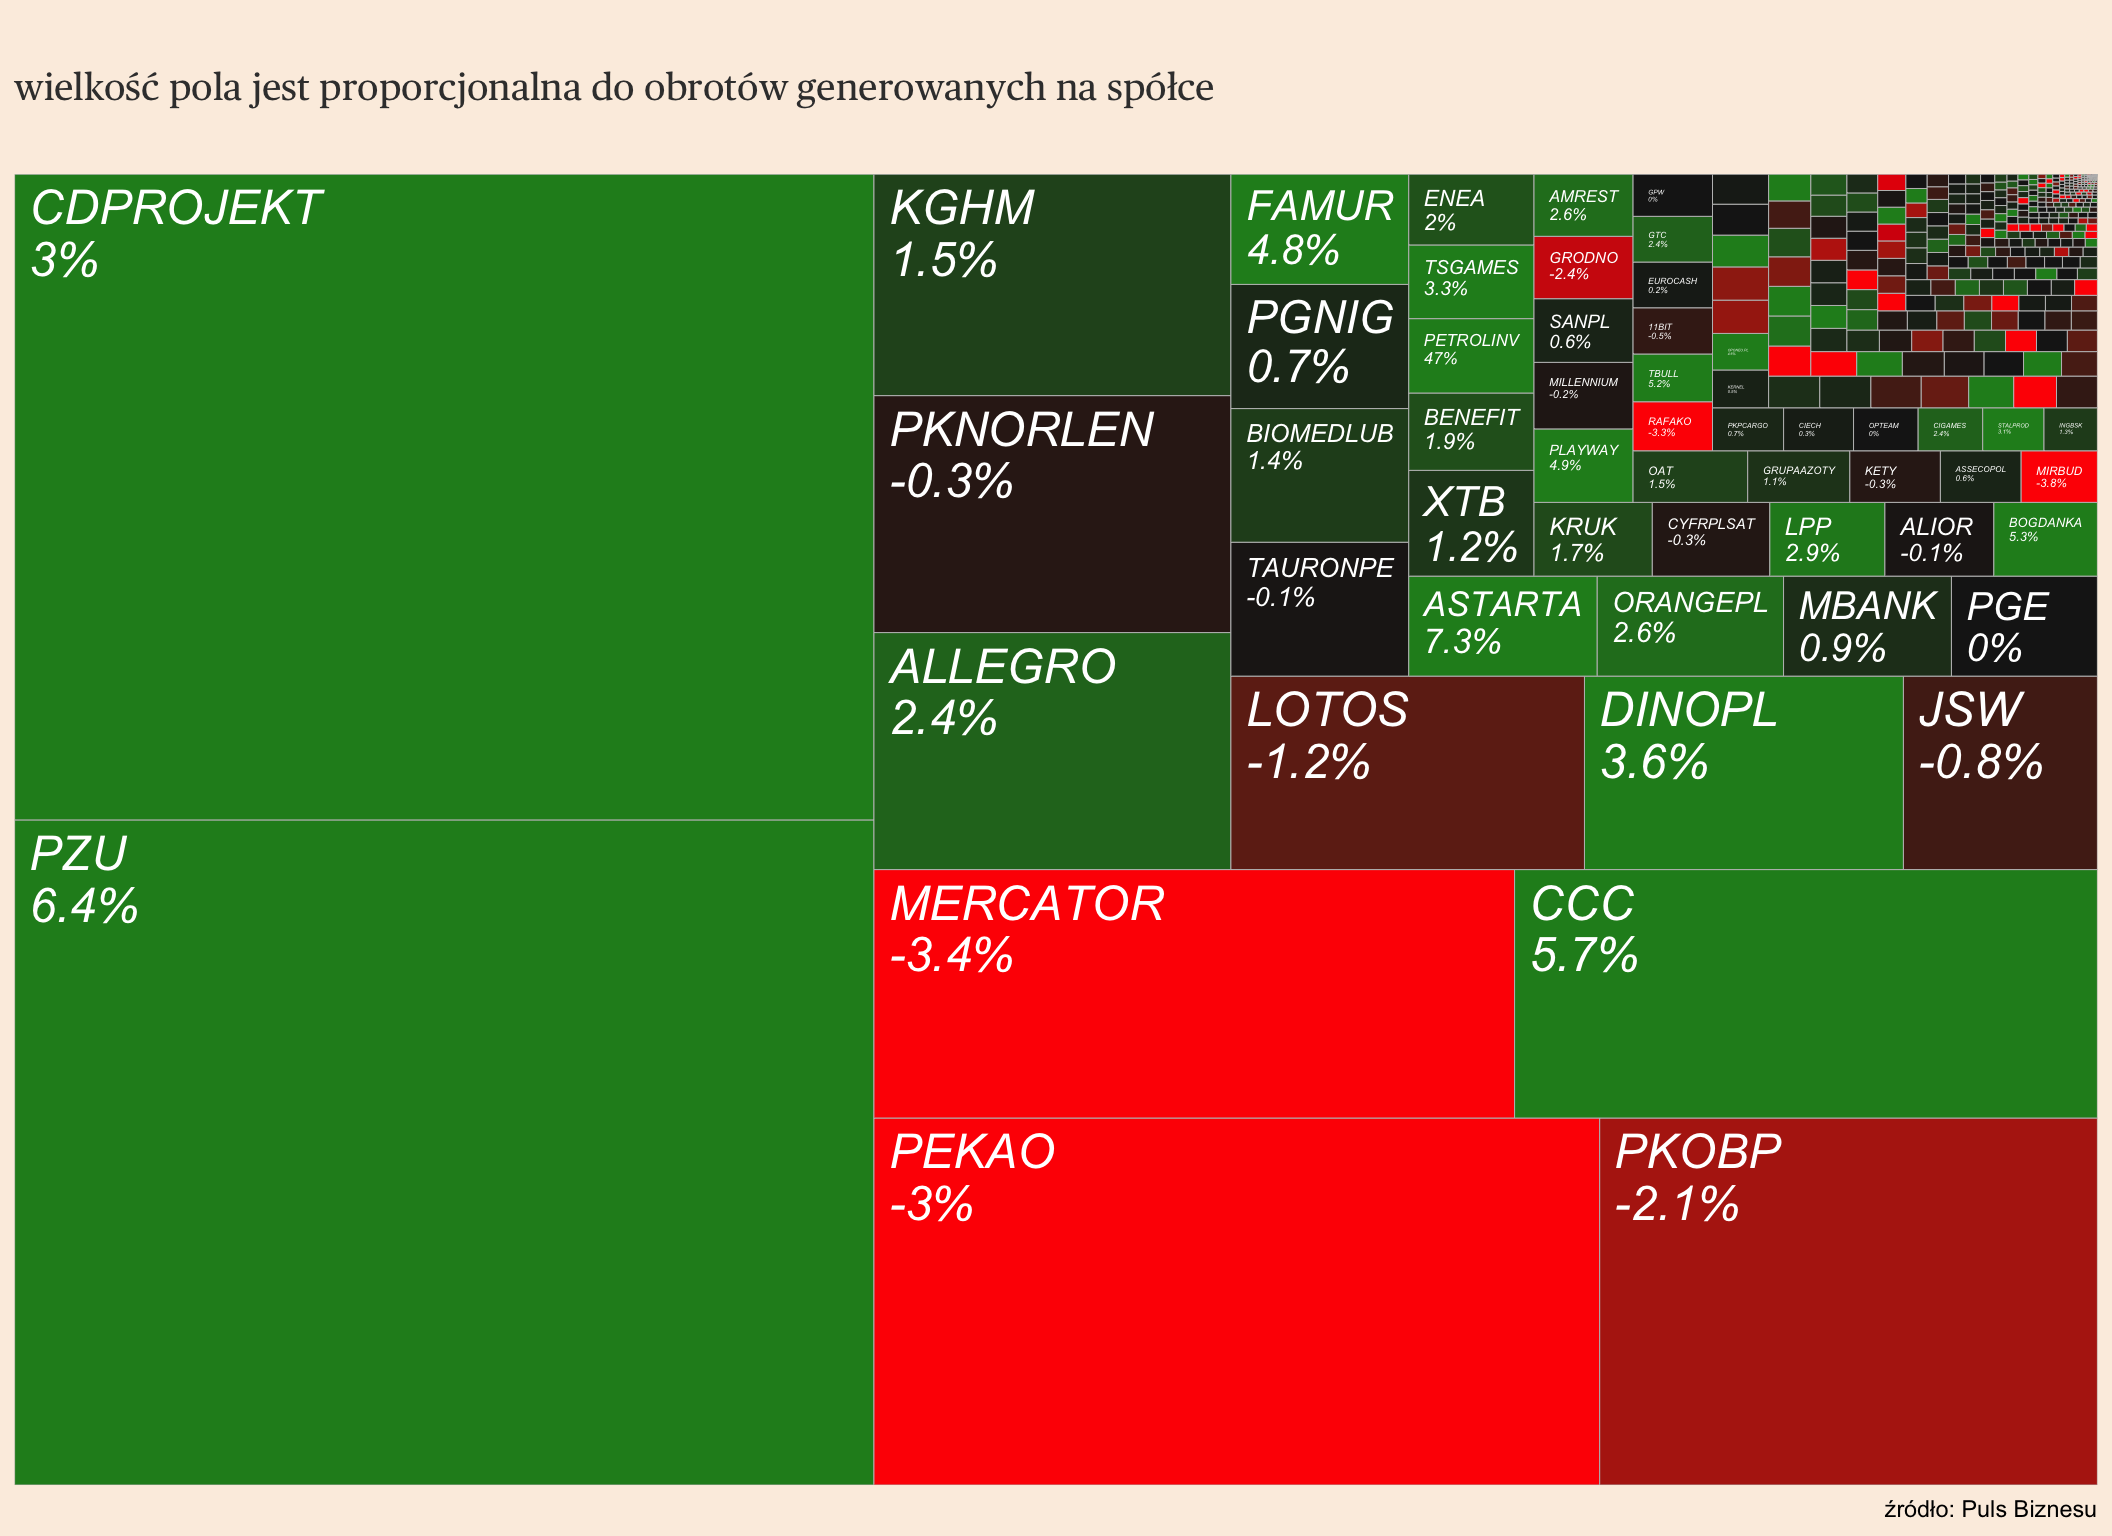 wielkość pola jest proporcjonalna do obrotów generowanych na spółce
CDPROJEKT
3%
PZU
6.4%
KGHM
1.5%
PKNORLEN
-0.3%
ALLEGRO
2.4%
MERCATOR
-3.4%
CCC
5.7%
PEKAO
-3%
PKOBP
-2.1%
FAMUR
4.8%
PGNIG
0.7%
BIOMEDLUB
1.4%
TAURONPE
-0.1%
LOTOS
-1.2%
DINOPL
3.6%
JSW
-0.8%
ENEA
2%
TSGAMES
3.3%
PETROLINV
47%
BENEFIT
1.9%
XTB
1.2%
ASTARTA
7.3%
ORANGEPL
2.6%
MBANK
0.9%
PGE
0%
AMREST
2.6%
GRODNO
-2.4%
SANPL
0.6%
MILLENNIUM
-0.2%
PLAYWAY
4.9%
KRUK
1.7%
CYFRPLSAT
-0.3%
LPP
2.9%
ALIOR
-0.1%
BOGDANKA
5.3%
GPW
0%
GTC
2.4%
EUROCASH
0.2%
11BIT
-0.5%
TBULL
5.2%
RAFAKO
-3.3%
OAT
1.5%
GRUPAAZOTY
1.1%
KETY
-0.3%
ASSECOPOL
0.6%
MIRBUD
-3.8%
KERNEL
PKPCARGO
0.7%
CIECH
0.3%
OPTEAM
0%
CIGAMES
2.4%
STALPROD
3.1%
INGBSK
1.3%
źródło: Puls Biznesu